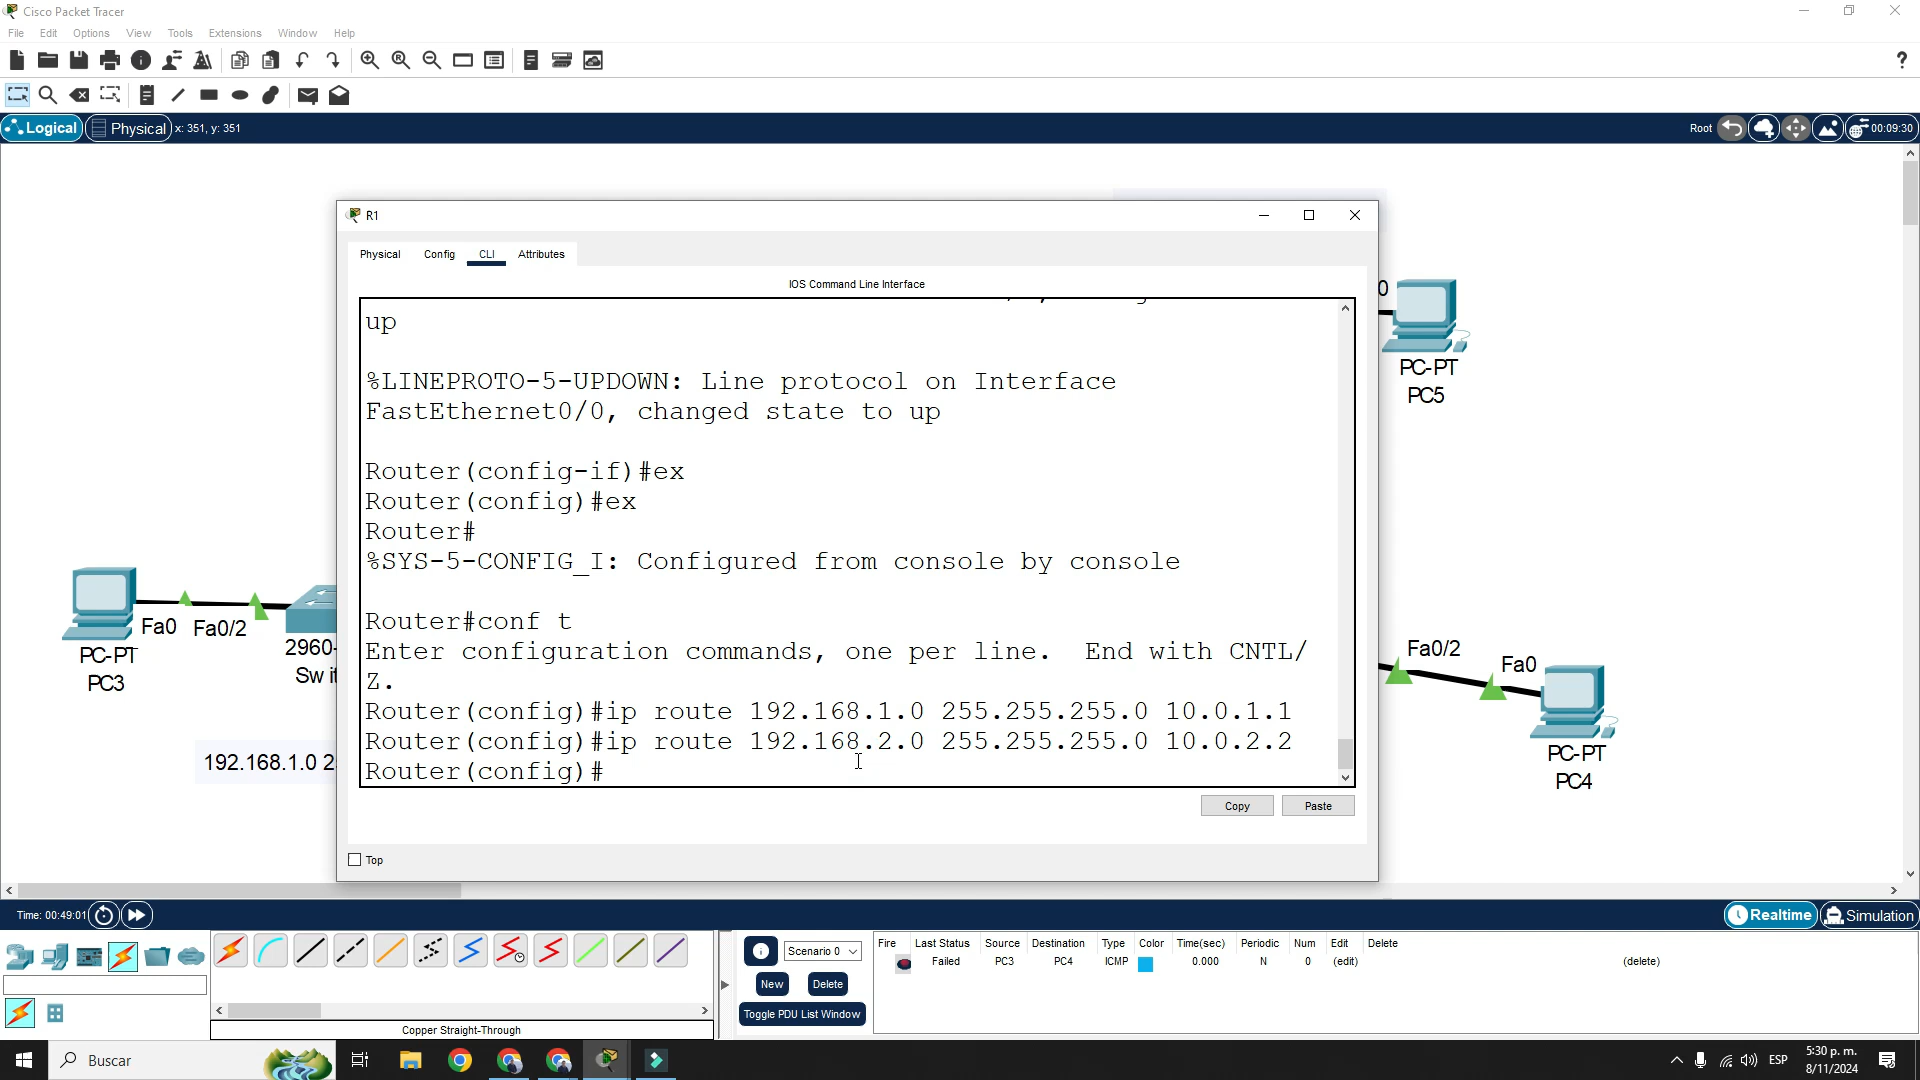 Cisco Packet Tracer
File Edit Options View Tools Extensions Window Help
Logical Physical x: 351, y: 351 Root 00:09:30
R1
Physical Config CLI Attributes
IOS Command Line Interface
up
%LINEPROTO-5-UPDOWN: Line protocol on Interface
FastEthernet0/0, changed state to up
Router(config-if)#ex
Router(config)#ex
Router#
%SYS-5-CONFIG_I: Configured from console by console
Router#conf t
Enter configuration commands, one per line.  End with CNTL/
Z.
Router(config)#ip route 192.168.1.0 255.255.255.0 10.0.1.1
Router(config)#ip route 192.168.2.0 255.255.255.0 10.0.2.2
Router(config)#
Copy Paste
Top
0
PC-PT
PC5
Fa0 Fa0/2
PC-PT
PC3
2960-
Swit
192.168.1.0 2
Fa0/2
Fa0
PC-PT
PC4
Time: 00:49:01 Realtime Simulation
Scenario 0
New Delete
Toggle PDU List Window
Fire Last Status Source Destination Type Color Time(sec) Periodic Num Edit Delete
Failed PC3 PC4 ICMP 0.000 N 0 (edit) (delete)
Copper Straight-Through
Buscar
ESP
5:30 p. m.
8/11/2024